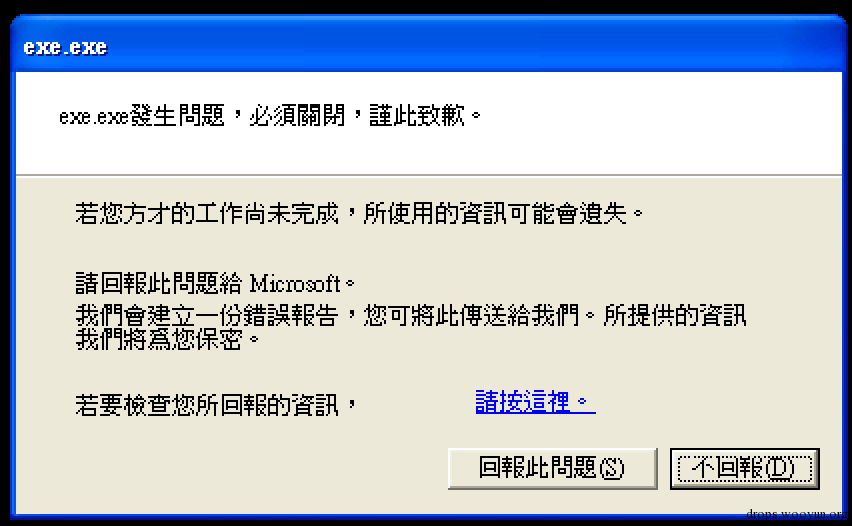 exe.exe
exe.exe發生問題，必須關閉，謹此致歉。
若您方才的工作尚未完成，所使用的資訊可能會遺失。
請回報此問題給 Microsoft。
我們會建立一份錯誤報告，您可將此傳送給我們。所提供的資訊
我們將為您保密。
若要檢查您所回報的資訊，
請按這裡。
回報此問題(S)
不回報(D)
drops.wooyun.org